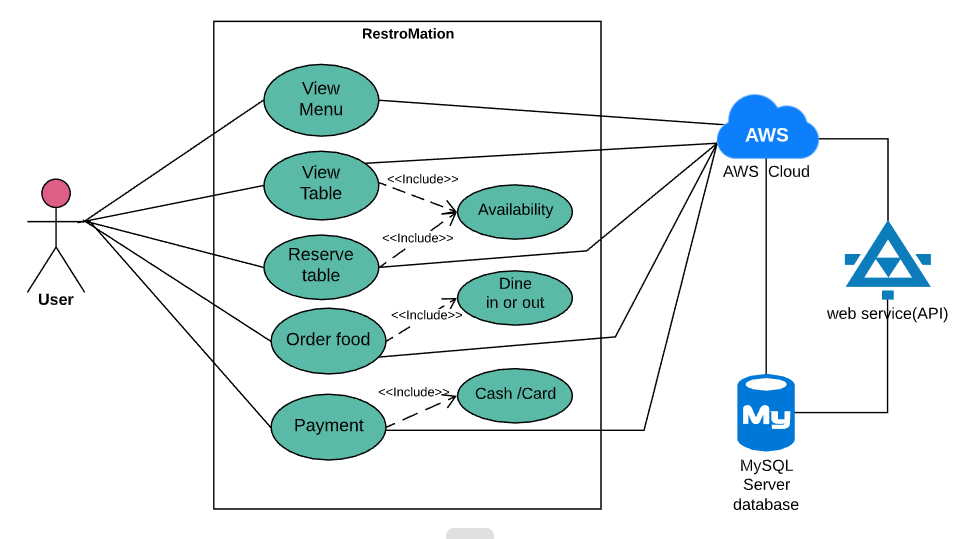 RestroMation
View
Menu
View
Table
<<Include>>
Availability
<<Include>>
Reserve
table
Dine
in or out
Order food
<<Include>>
<<Include>>
Cash /Card
Payment
User
AWS
AWS Cloud
web service(API)
My
MySQL
Server
database